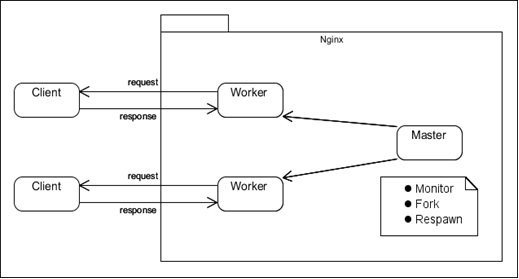 Nginx
request
Client
Worker
response
Master
request
Client
Worker
response
● Monitor
● Fork
● Respawn